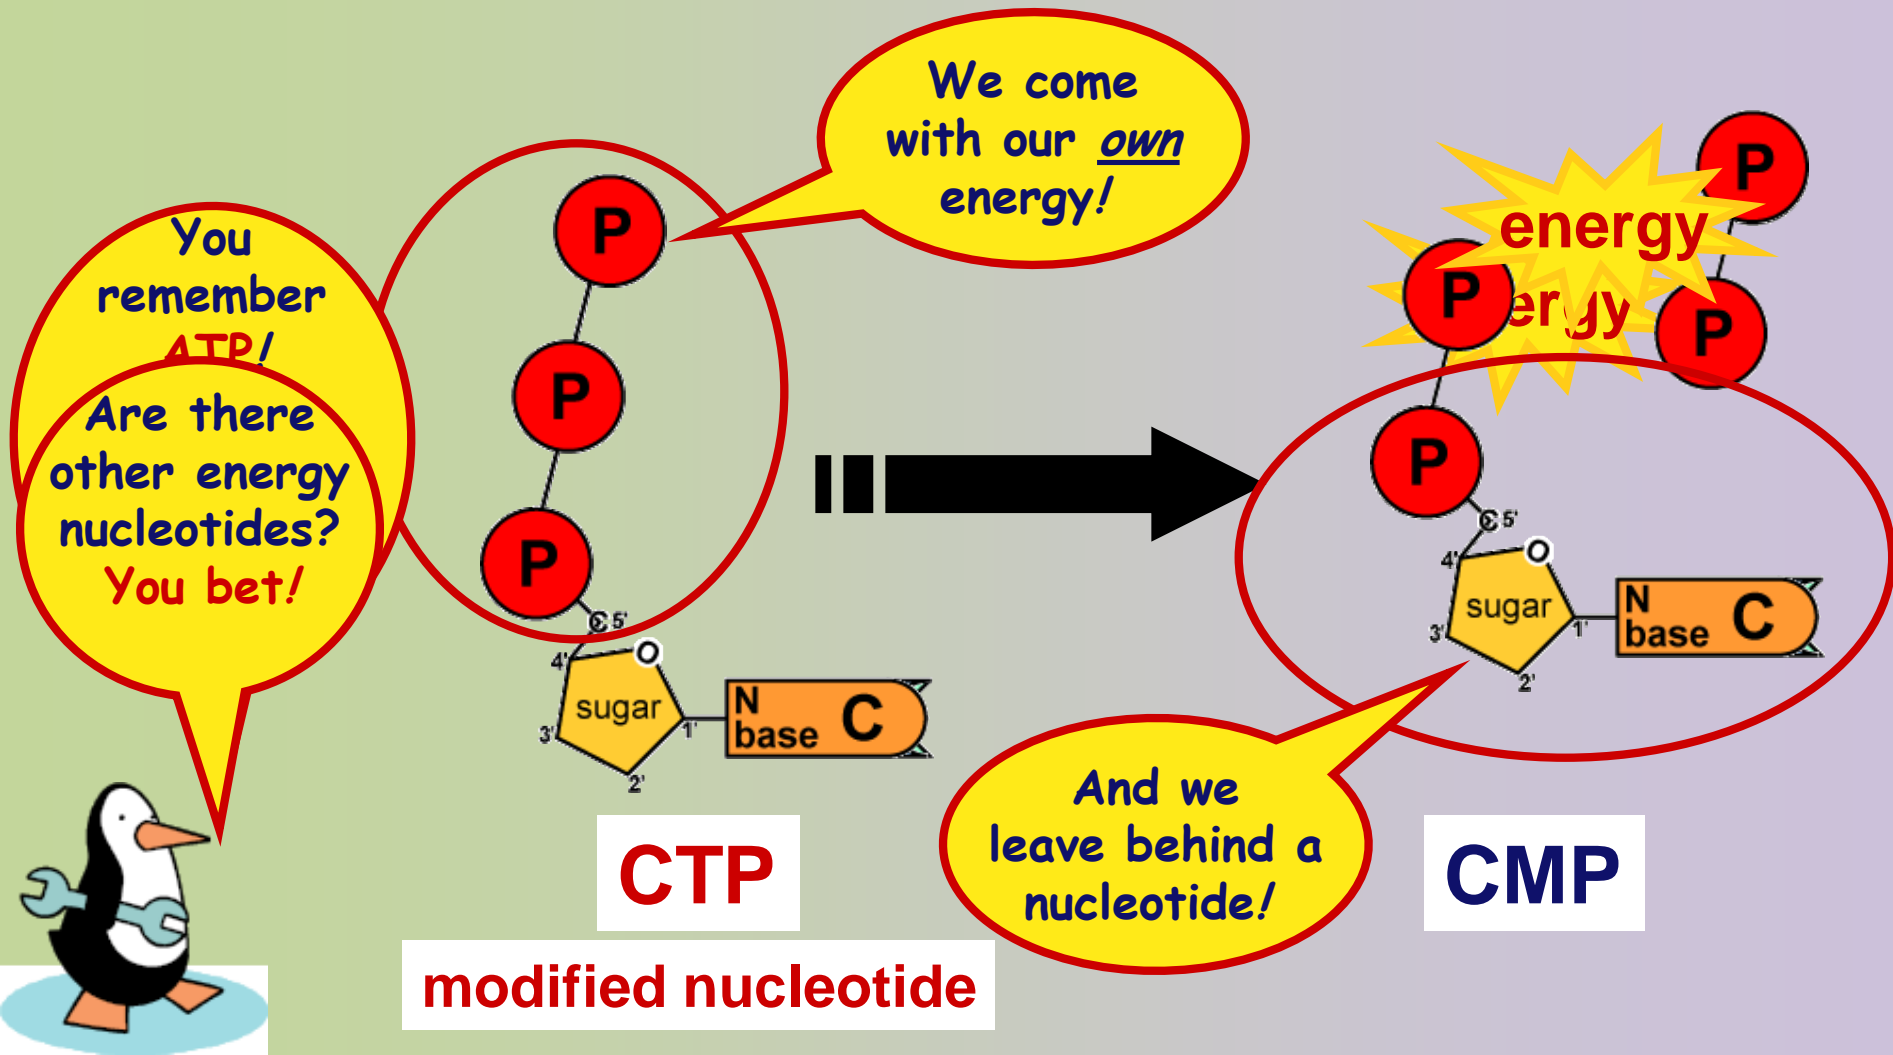 We come
with our own
energy!
You
remember
ATP!
Are there
other energy
nucleotides?
You bet!
P
P
P
C 5'
4'
O
sugar
3'
1'
2'
N
base C
CTP
modified nucleotide
P
energy
P
ergy
P
P
C 5'
4'
O
sugar
3'
1'
2'
N
base C
And we
leave behind a
nucleotide!
CMP